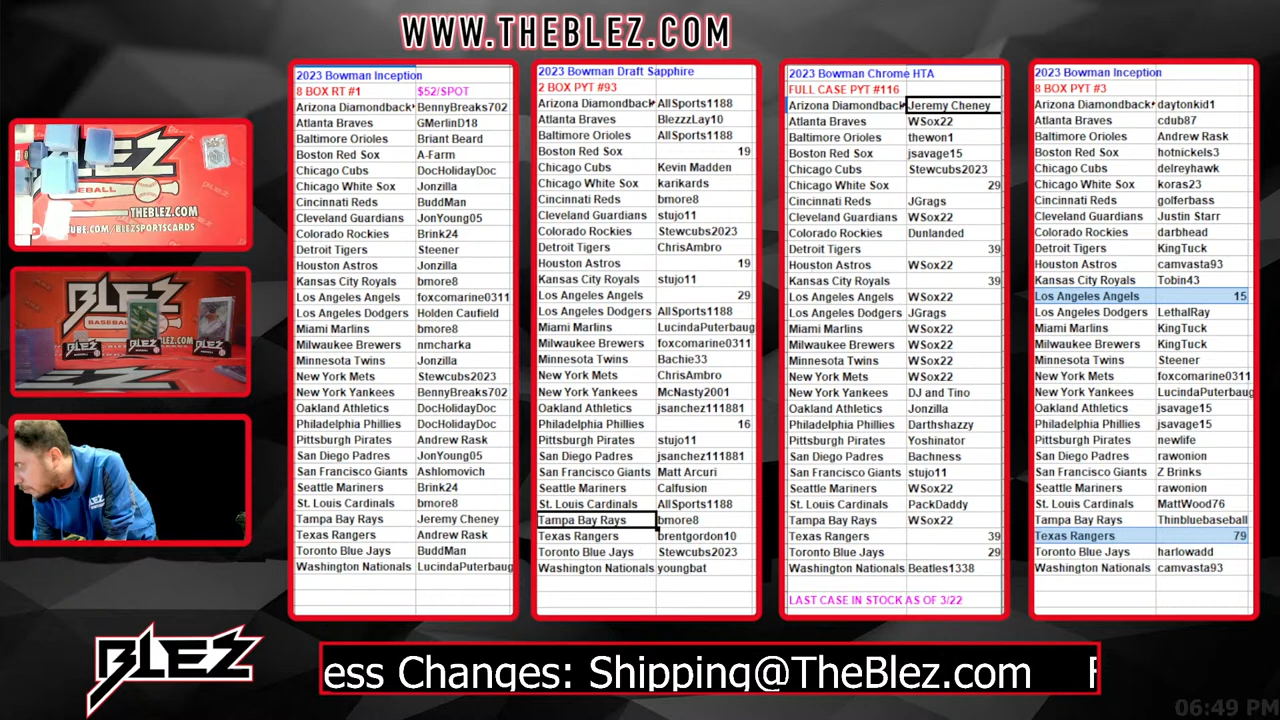 WWW.THEBLEZ.COM
BLEZ
BASEBALL
THEBLEZ.COM
TUBE.COM/BLEZSPORTSCARDS
BLEZ
BASEBALL
BLEZ.COM
BLEZ
BLEZ
2023 Bowman Inception
8 BOX RT #1 $52/SPOT
Arizona Diamondback BennyBreaks702
Atlanta Braves GMerlinD18
Baltimore Orioles Briant Beard
Boston Red Sox A-Farm
Chicago Cubs DocHolidayDoc
Chicago White Sox Jonzilla
Cincinnati Reds BuddMan
Cleveland Guardians JonYoung05
Colorado Rockies Brink24
Detroit Tigers Steener
Houston Astros Jonzilla
Kansas City Royals bmore8
Los Angeles Angels foxcomarine0311
Los Angeles Dodgers Holden Caufield
Miami Marlins bmore8
Milwaukee Brewers nmcharka
Minnesota Twins Jonzilla
New York Mets Stewcubs2023
New York Yankees BennyBreaks702
Oakland Athletics DocHolidayDoc
Philadelphia Phillies DocHolidayDoc
Pittsburgh Pirates Andrew Rask
San Diego Padres JonYoung05
San Francisco Giants Ashlomovich
Seattle Mariners Brink24
St. Louis Cardinals bmore8
Tampa Bay Rays Jeremy Cheney
Texas Rangers Andrew Rask
Toronto Blue Jays BuddMan
Washington Nationals LucindaPuterbaug
2023 Bowman Draft Sapphire
2 BOX PYT #93
Arizona Diamondback AllSports1188
Atlanta Braves BlezzzLay10
Baltimore Orioles AllSports1188
Boston Red Sox 19
Chicago Cubs Kevin Madden
Chicago White Sox karikards
Cincinnati Reds bmore8
Cleveland Guardians stujo11
Colorado Rockies Stewcubs2023
Detroit Tigers ChrisAmbro
Houston Astros 19
Kansas City Royals stujo11
Los Angeles Angels 29
Los Angeles Dodgers AllSports1188
Miami Marlins LucindaPuterbaug
Milwaukee Brewers foxcomarine0311
Minnesota Twins Bachie33
New York Mets ChrisAmbro
New York Yankees McNasty2001
Oakland Athletics jsanchez111881
Philadelphia Phillies 16
Pittsburgh Pirates stujo11
San Diego Padres jsanchez111881
San Francisco Giants Matt Arcuri
Seattle Mariners Calfusion
St. Louis Cardinals AllSports1188
Tampa Bay Rays bmore8
Texas Rangers brentgordon10
Toronto Blue Jays Stewcubs2023
Washington Nationals youngbat
2023 Bowman Chrome HTA
FULL CASE PYT #116
Arizona Diamondback Jeremy Cheney
Atlanta Braves WSox22
Baltimore Orioles thewon1
Boston Red Sox jsavage15
Chicago Cubs Stewcubs2023
Chicago White Sox 29
Cincinnati Reds JGrags
Cleveland Guardians WSox22
Colorado Rockies Dunlanded
Detroit Tigers 39
Houston Astros WSox22
Kansas City Royals 39
Los Angeles Angels WSox22
Los Angeles Dodgers JGrags
Miami Marlins WSox22
Milwaukee Brewers WSox22
Minnesota Twins WSox22
New York Mets WSox22
New York Yankees DJ and Tino
Oakland Athletics Jonzilla
Philadelphia Phillies Darthshazzy
Pittsburgh Pirates Yoshinator
San Diego Padres Bachness
San Francisco Giants stujo11
Seattle Mariners WSox22
St. Louis Cardinals PackDaddy
Tampa Bay Rays WSox22
Texas Rangers 39
Toronto Blue Jays 29
Washington Nationals Beatles1338
LAST CASE IN STOCK AS OF 3/22
2023 Bowman Inception
8 BOX PYT #3
Arizona Diamondback daytonkid1
Atlanta Braves cdub87
Baltimore Orioles Andrew Rask
Boston Red Sox hotnickels3
Chicago Cubs delreyhawk
Chicago White Sox koras23
Cincinnati Reds golferbass
Cleveland Guardians Justin Starr
Colorado Rockies darbhead
Detroit Tigers KingTuck
Houston Astros camvasta93
Kansas City Royals Tobin43
Los Angeles Angels 15
Los Angeles Dodgers LethalRay
Miami Marlins KingTuck
Milwaukee Brewers KingTuck
Minnesota Twins Steener
New York Mets foxcomarine0311
New York Yankees LucindaPuterbaug
Oakland Athletics jsavage15
Philadelphia Phillies jsavage15
Pittsburgh Pirates newlife
San Diego Padres rawonion
San Francisco Giants Z Brinks
Seattle Mariners rawonion
St. Louis Cardinals MattWood76
Tampa Bay Rays Thinbluebaseball
Texas Rangers 79
Toronto Blue Jays harlowadd
Washington Nationals camvasta93
BLEZ
ess Changes: Shipping@TheBlez.com
06:49 PM